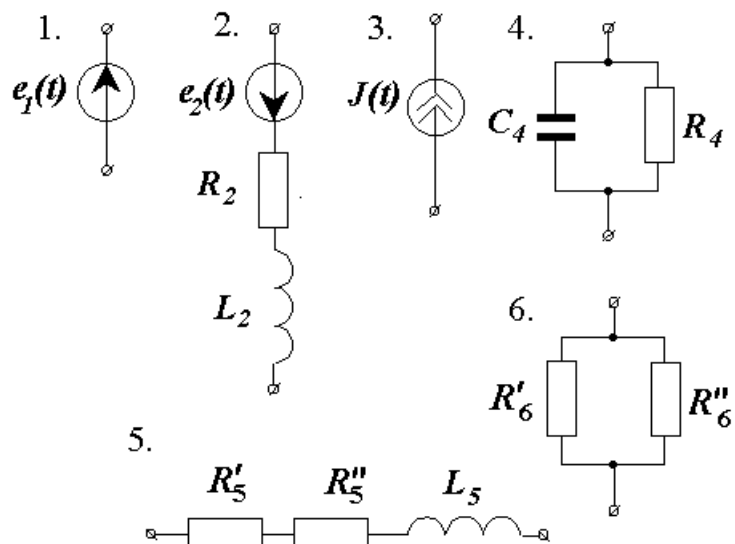 1.
2.
3.
4.
e₁(t)
e₂(t)
J(t)
C₄
R₄
R₂
L₂
6.
R′₆
R″₆
5.
R′₅
R″₅
L₅